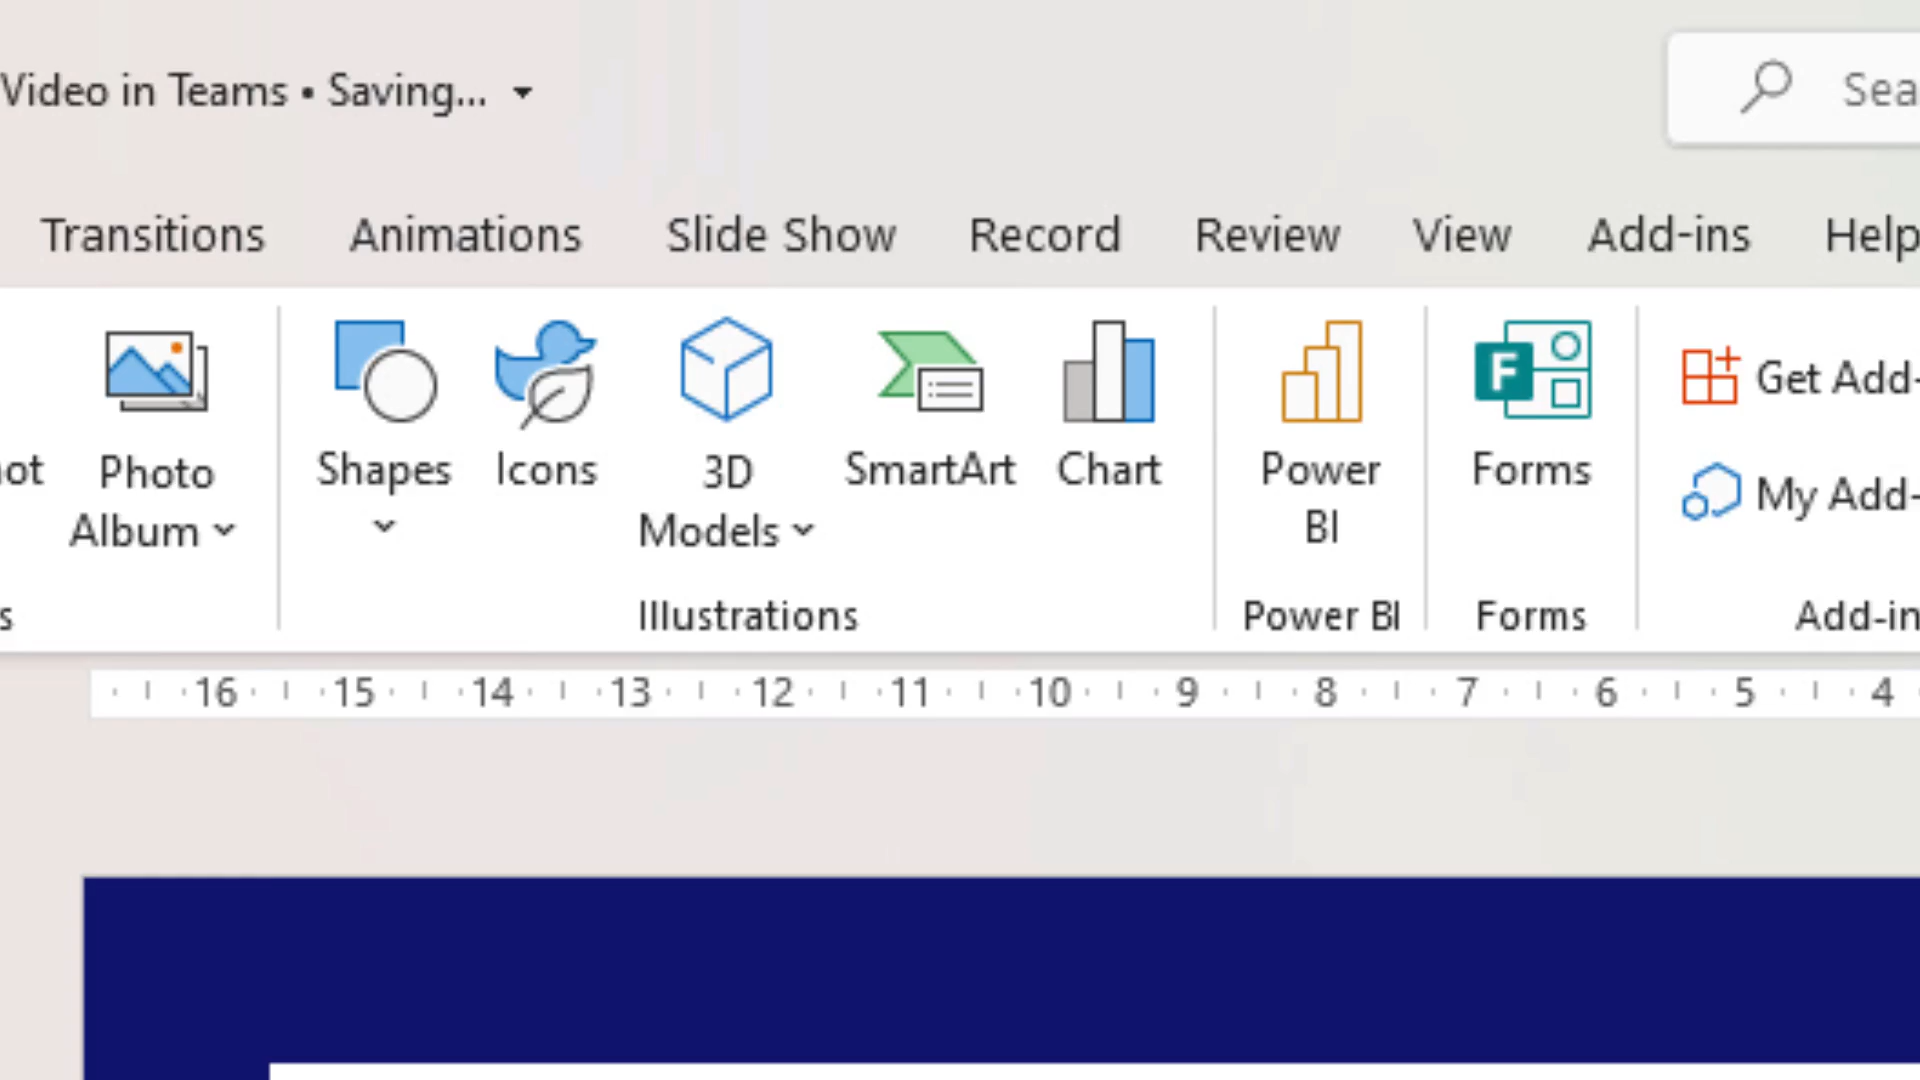 Video in Teams • Saving...
Sea
Transitions Animations Slide Show Record Review View Add-ins Help
ot Photo Album
Shapes
Icons
3D Models
SmartArt
Chart
Power BI
Forms
Get Add-
My Add-
s Illustrations Power BI Forms Add-in
16 15 14 13 12 11 10 9 8 7 6 5 4